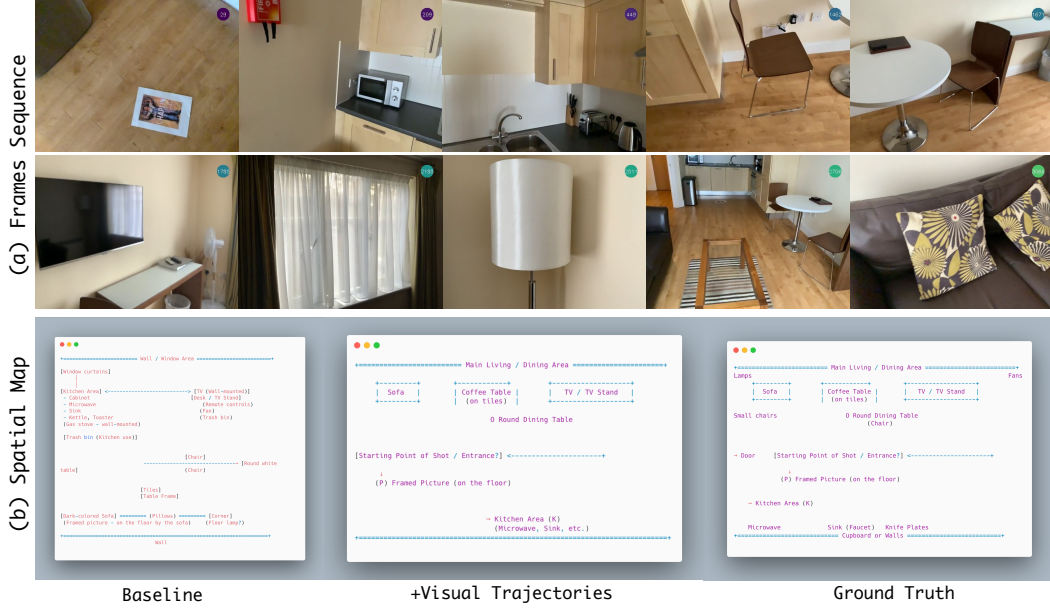 (a) Frames Sequence
29
209
449
1462
1781
(b) Spatial Map
+======================== Wall / Window Area ========================+
[Window (curtains]
|
|
[Kitchen Area] <---------------------------> [TV (Wall-mounted)]
- Cabinet [Desk / TV Stand]
- Microwave (Remote controls)
- Sink (Fan)
- Kettle, Toaster (Trash bin)
(Gas stove - wall-mounted)
[Trash bin (Kitchen use)]
[Chair]
------------------------------- [Round white
table] (Chair)
[Tiles]
[Table Frame]
[Dark-colored Sofa] ======== (Pillows) ======== [Corner]
(Framed picture - on the floor by the sofa) (Floor lamp?)
Wall
+====================== Main Living / Dining Area ======================+
| Sofa | | Coffee Table | | TV / TV Stand |
| (on tiles) |
O Round Dining Table
[Starting Point of Shot / Entrance?] <-----------------------+
↓
(P) Framed Picture (on the floor)
→ Kitchen Area (K)
(Microwave, Sink, etc.)
+====================== Main Living / Dining Area ======================+
Lamps Fans
| Sofa | | Coffee Table | | TV / TV Stand |
| (on tiles) |
Small chairs O Round Dining Table
(Chair)
→ Door [Starting Point of Shot / Entrance?] <--------------------+
↓
(P) Framed Picture (on the floor)
→ Kitchen Area (K)
Microwave Sink (Faucet) Knife Plates
+======================== Cupboard or Walls ========================+
Baseline
+Visual Trajectories
Ground Truth